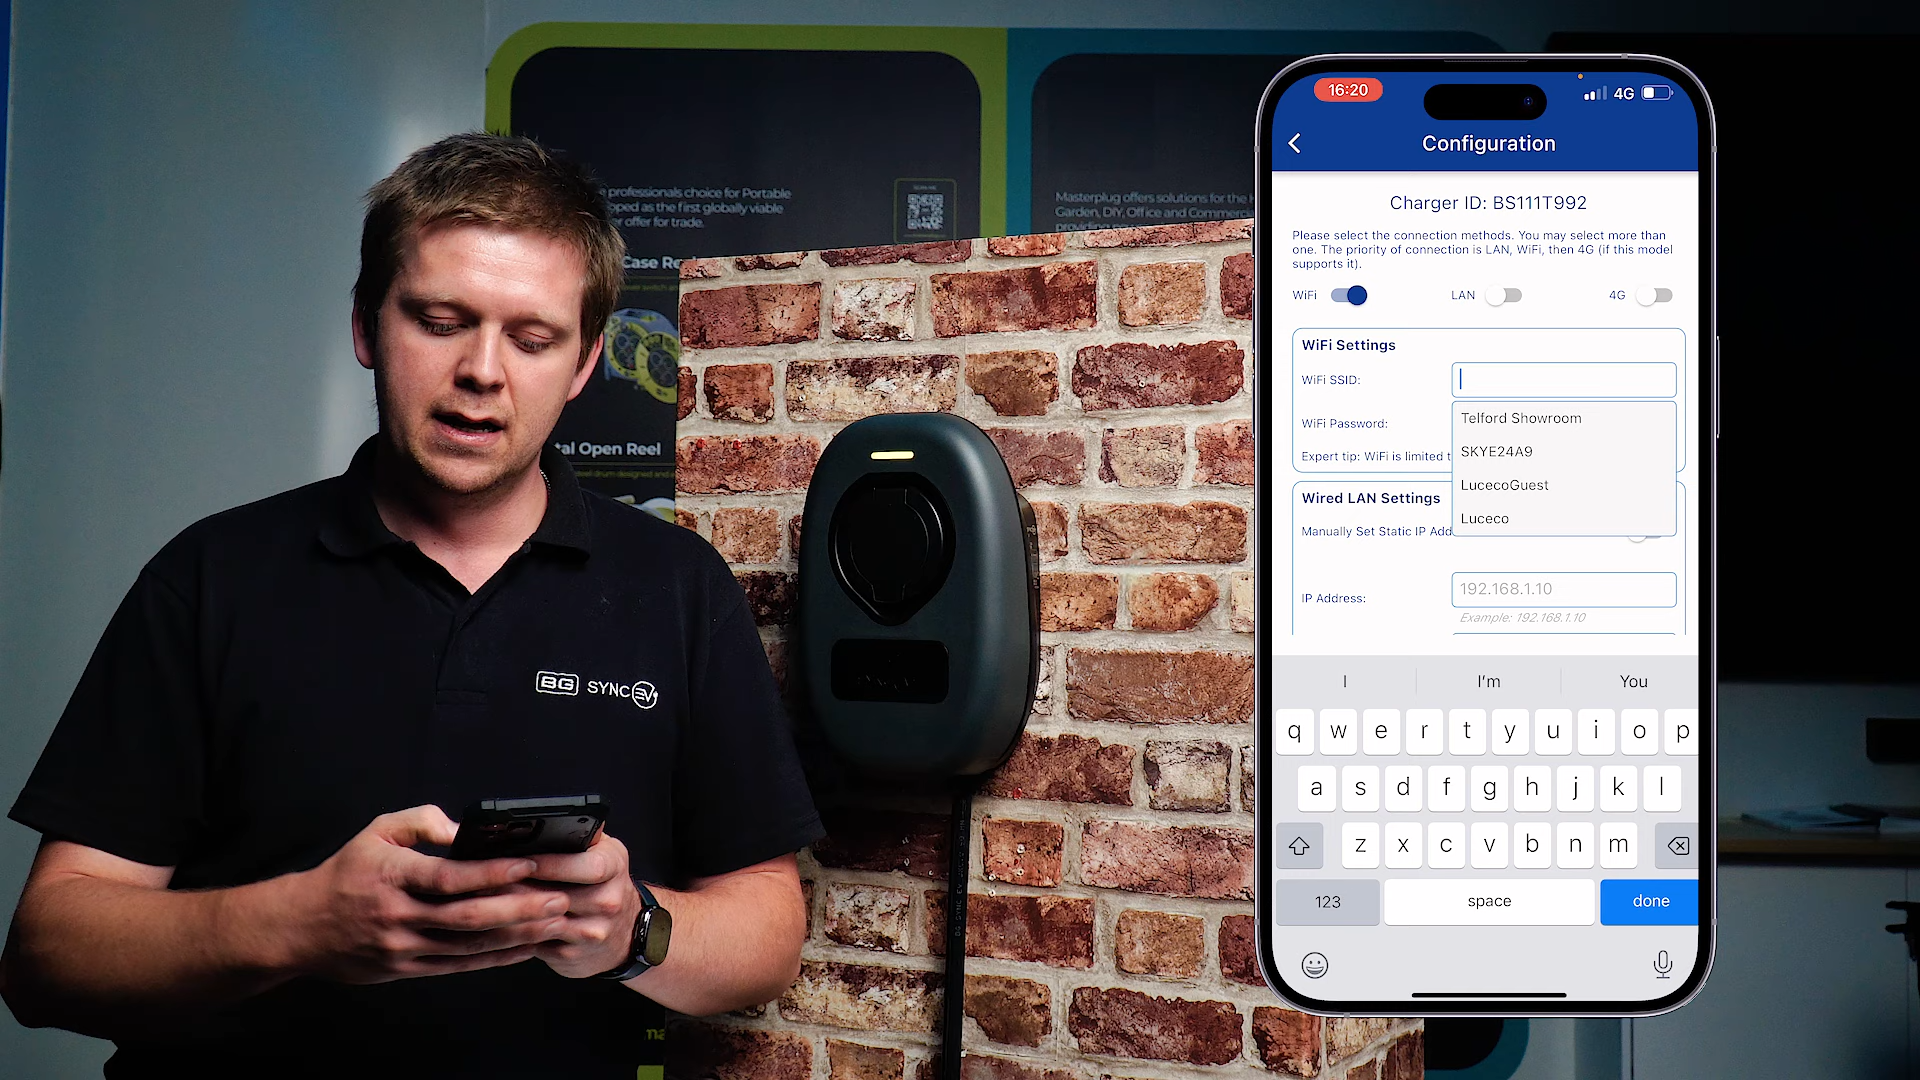 professionals choice for Portable
oped as the first globally viable
r offer for trade.
SCAN ME
Masterplug offers solutions for the
Garden, DIY, Office and Commerc
providing
Case Re
tal Open Reel
BG SYNC EV
16:20
4G
Configuration
Charger ID: BS111T992
Please select the connection methods. You may select more than
one. The priority of connection is LAN, WiFi, then 4G (if this model
supports it).
WiFi
LAN
4G
WiFi Settings
WiFi SSID:
Telford Showroom
WiFi Password:
SKYE24A9
Expert tip: WiFi is limited t
LucecoGuest
Wired LAN Settings
Luceco
Manually Set Static IP Add
192.168.1.10
IP Address:
Example: 192.168.1.10
I I'm You
q w e r t y u i o p
a s d f g h j k l
z x c v b n m
123 space done